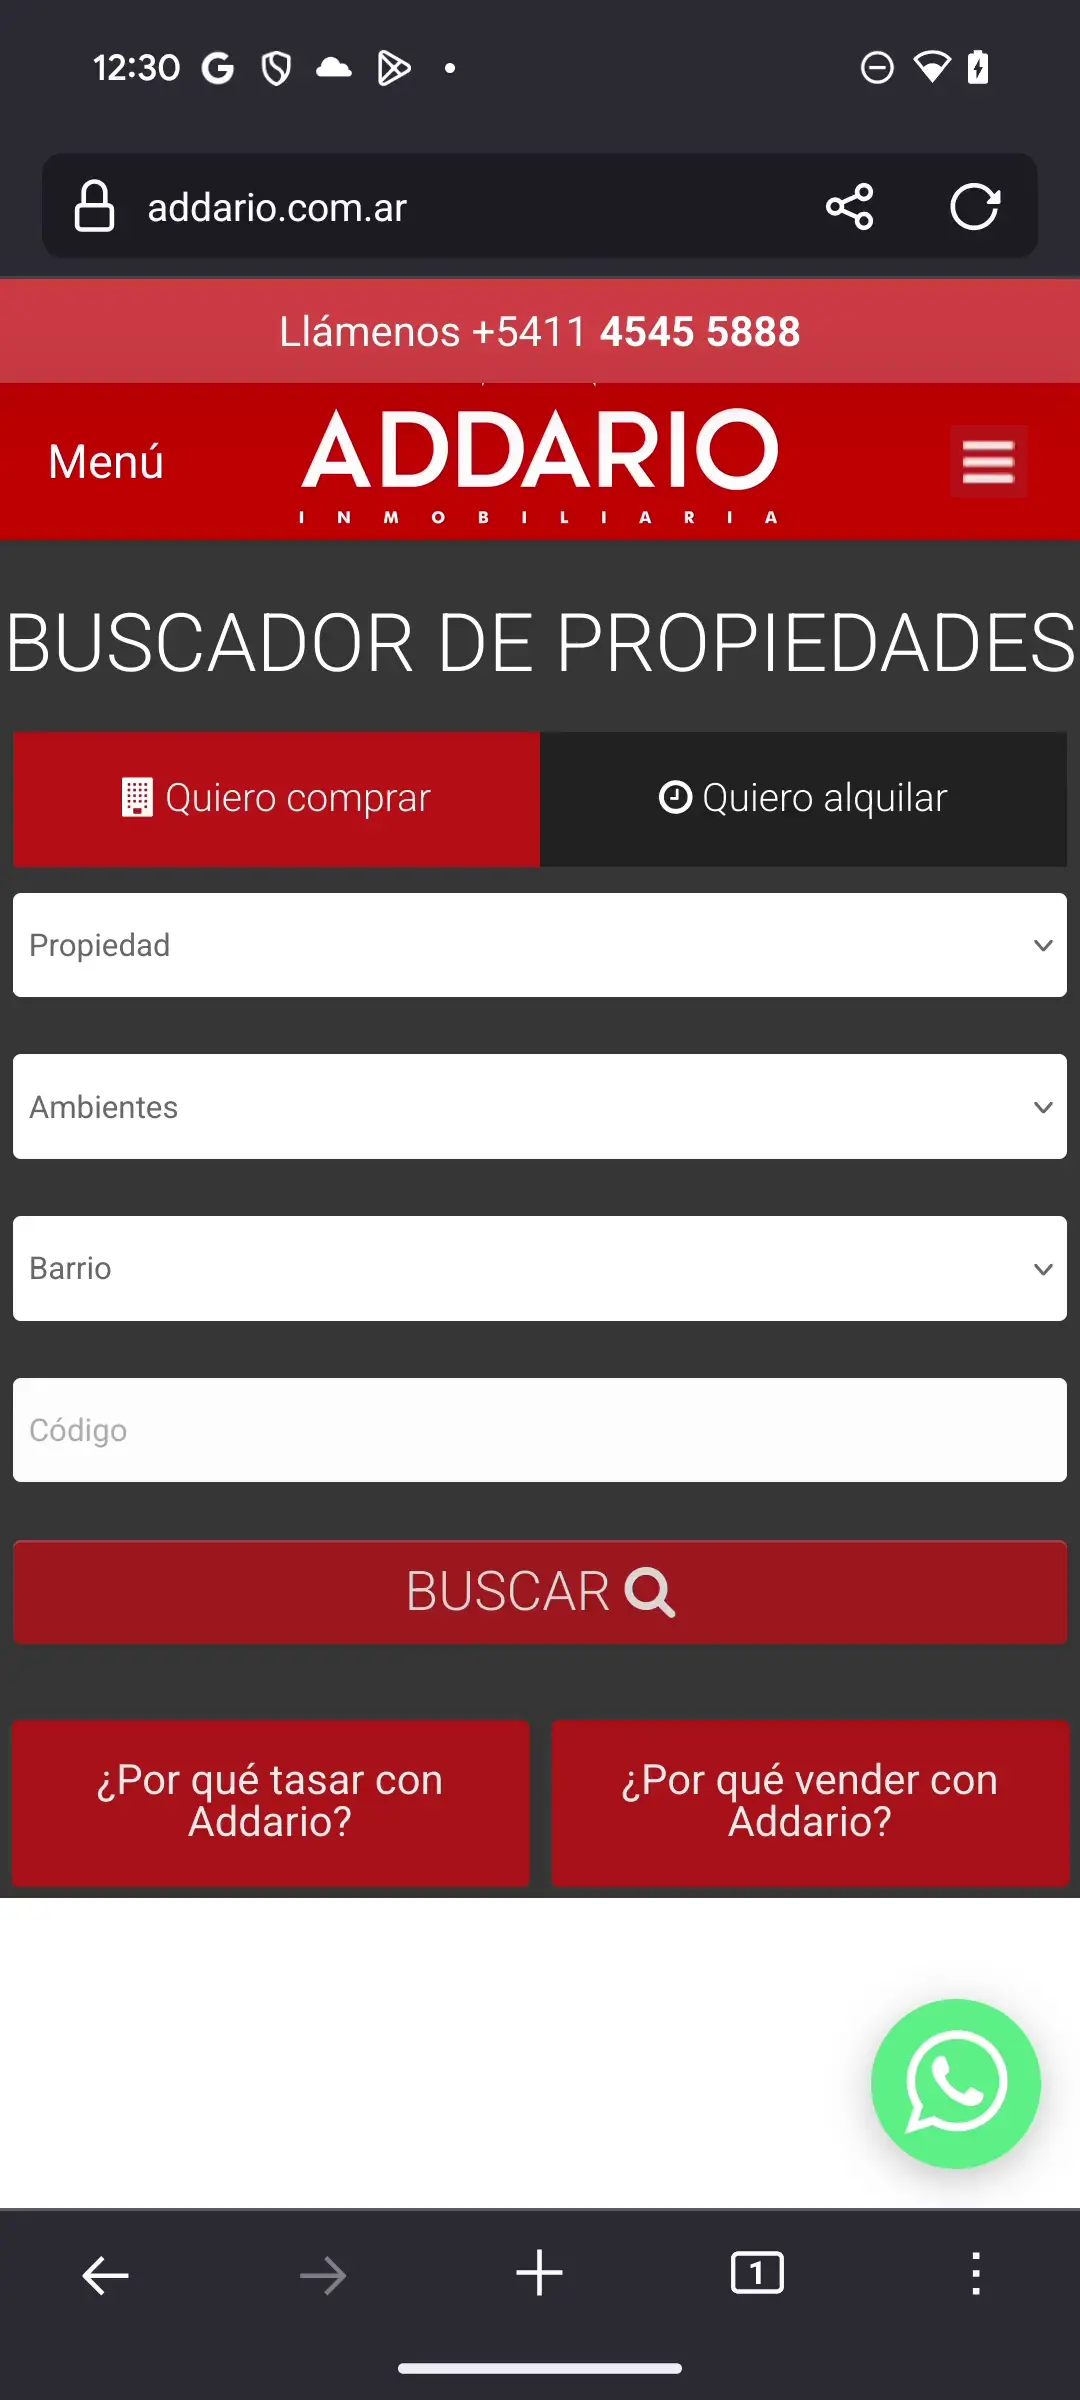 12:30
addario.com.ar
Llámenos +5411 4545 5888
Menú
ADDARIO
INMOBILIARIA
BUSCADOR DE PROPIEDADES
Quiero comprar
Quiero alquilar
Propiedad
Ambientes
Barrio
Código
BUSCAR
¿Por qué tasar con
Addario?
¿Por qué vender con
Addario?
1